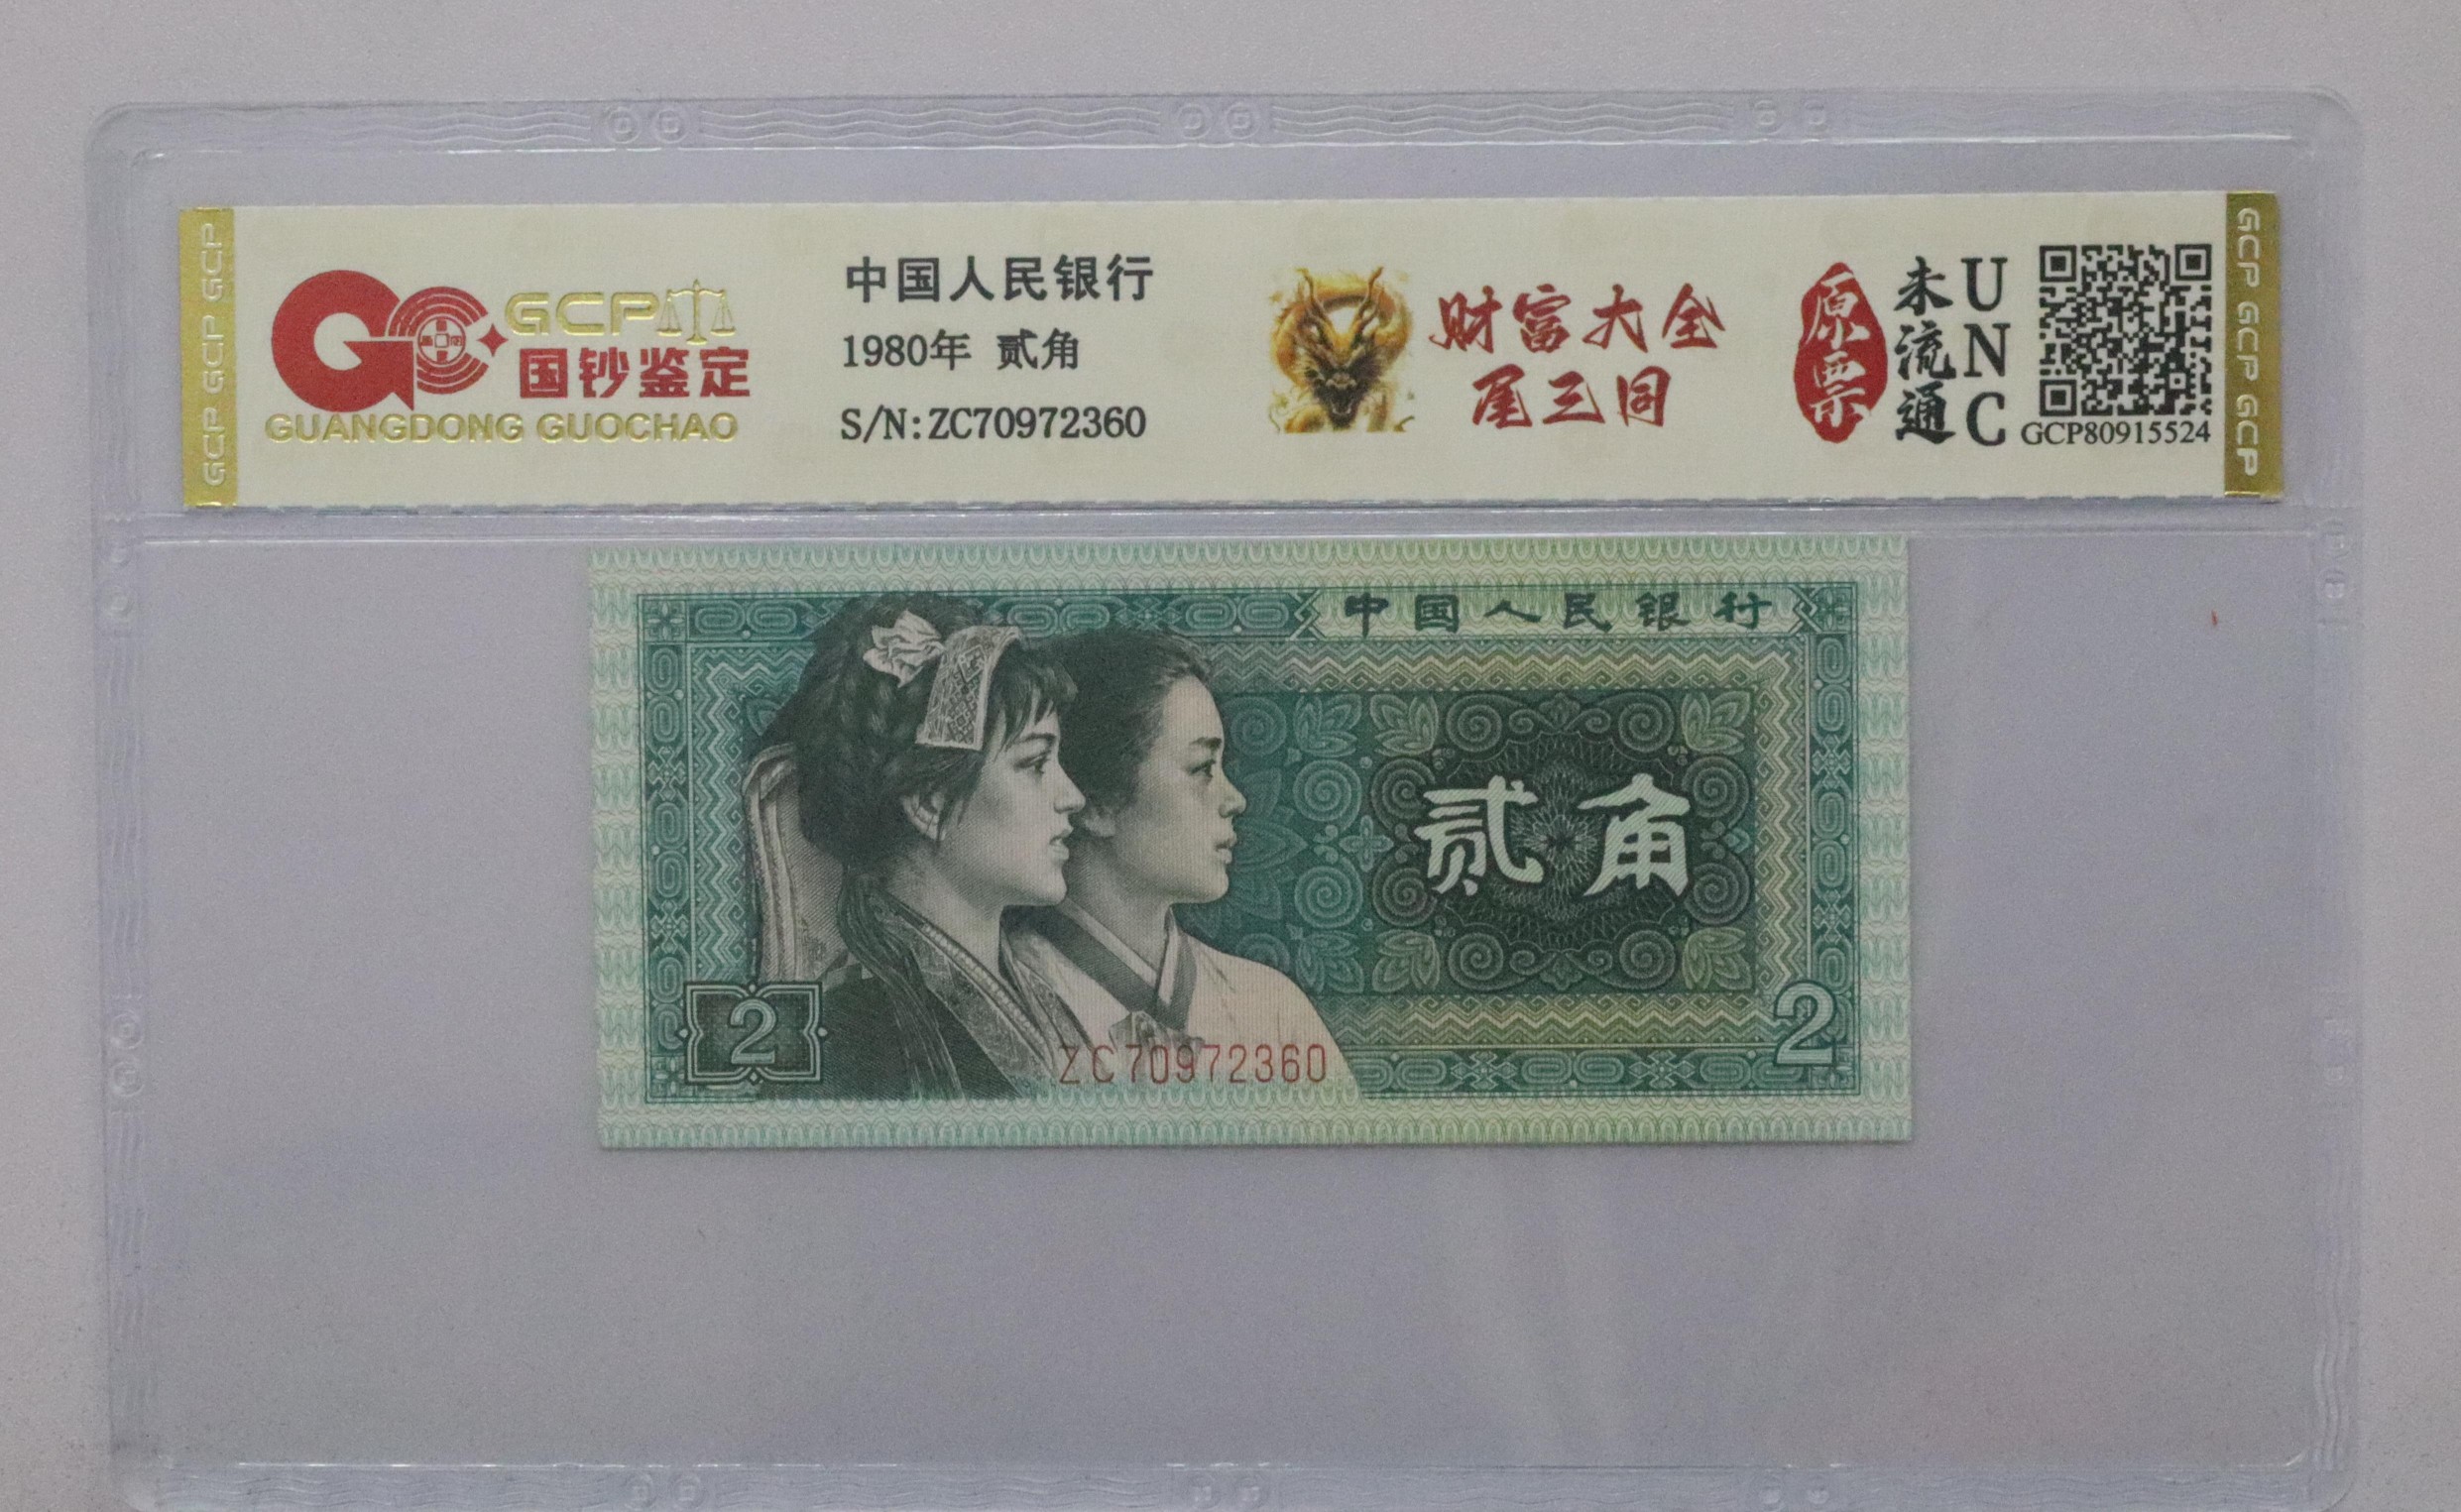 GCP GCP GCP
GCP
国钞鉴定
GUANGDONG GUOCHAO
中国人民银行
1980年 贰角
S/N:ZC70972360
财富大全
尾三同
原票
未流通
UNC
GCP80915524
GCP GCP GCP
中国人民银行
贰角
2
2
ZC70972360